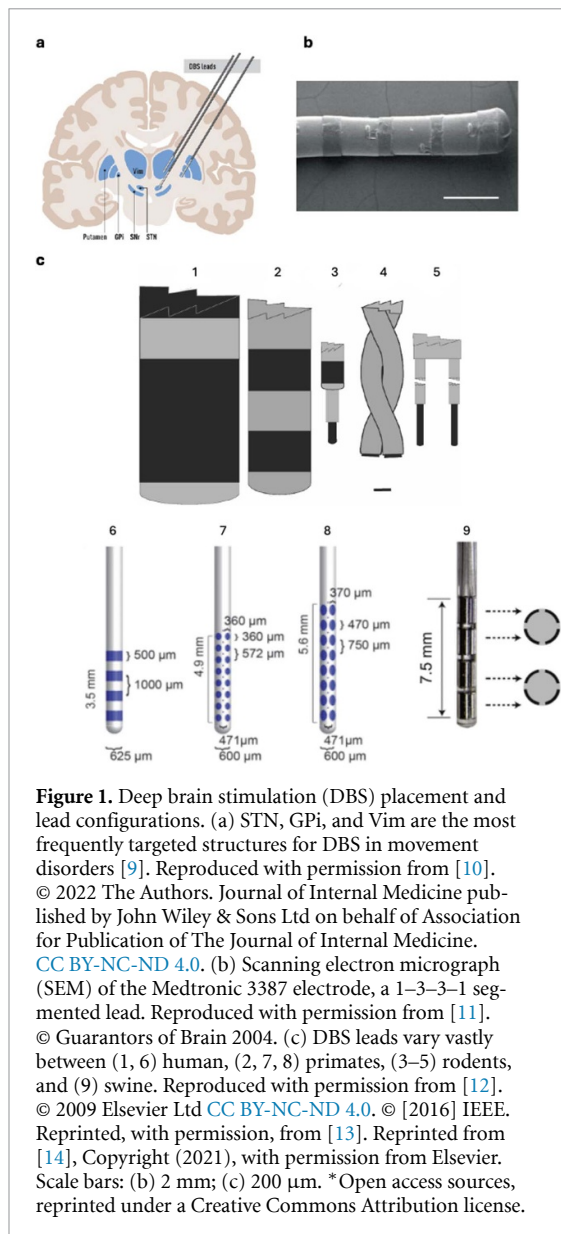 a
b
DBS leads
Vim
Putamen GPi SNr STN
c
1 2 3 4 5
6 7 8 9
500 µm
1000 µm
3.5 mm
625 µm
360 µm
360 µm
572 µm
4.9 mm
471µm
600 µm
370 µm
470 µm
750 µm
5.6 mm
471µm
600 µm
7.5 mm
Figure 1. Deep brain stimulation (DBS) placement and
lead configurations. (a) STN, GPi, and Vim are the most
frequently targeted structures for DBS in movement
disorders [9]. Reproduced with permission from [10].
© 2022 The Authors. Journal of Internal Medicine pub-
lished by John Wiley & Sons Ltd on behalf of Association
for Publication of The Journal of Internal Medicine.
CC BY-NC-ND 4.0. (b) Scanning electron micrograph
(SEM) of the Medtronic 3387 electrode, a 1–3–3–1 seg-
mented lead. Reproduced with permission from [11].
© Guarantors of Brain 2004. (c) DBS leads vary vastly
between (1, 6) human, (2, 7, 8) primates, (3–5) rodents,
and (9) swine. Reproduced with permission from [12].
© 2009 Elsevier Ltd CC BY-NC-ND 4.0. © [2016] IEEE.
Reprinted, with permission, from [13]. Reprinted from
[14], Copyright (2021), with permission from Elsevier.
Scale bars: (b) 2 mm; (c) 200 µm. *Open access sources,
reprinted under a Creative Commons Attribution license.